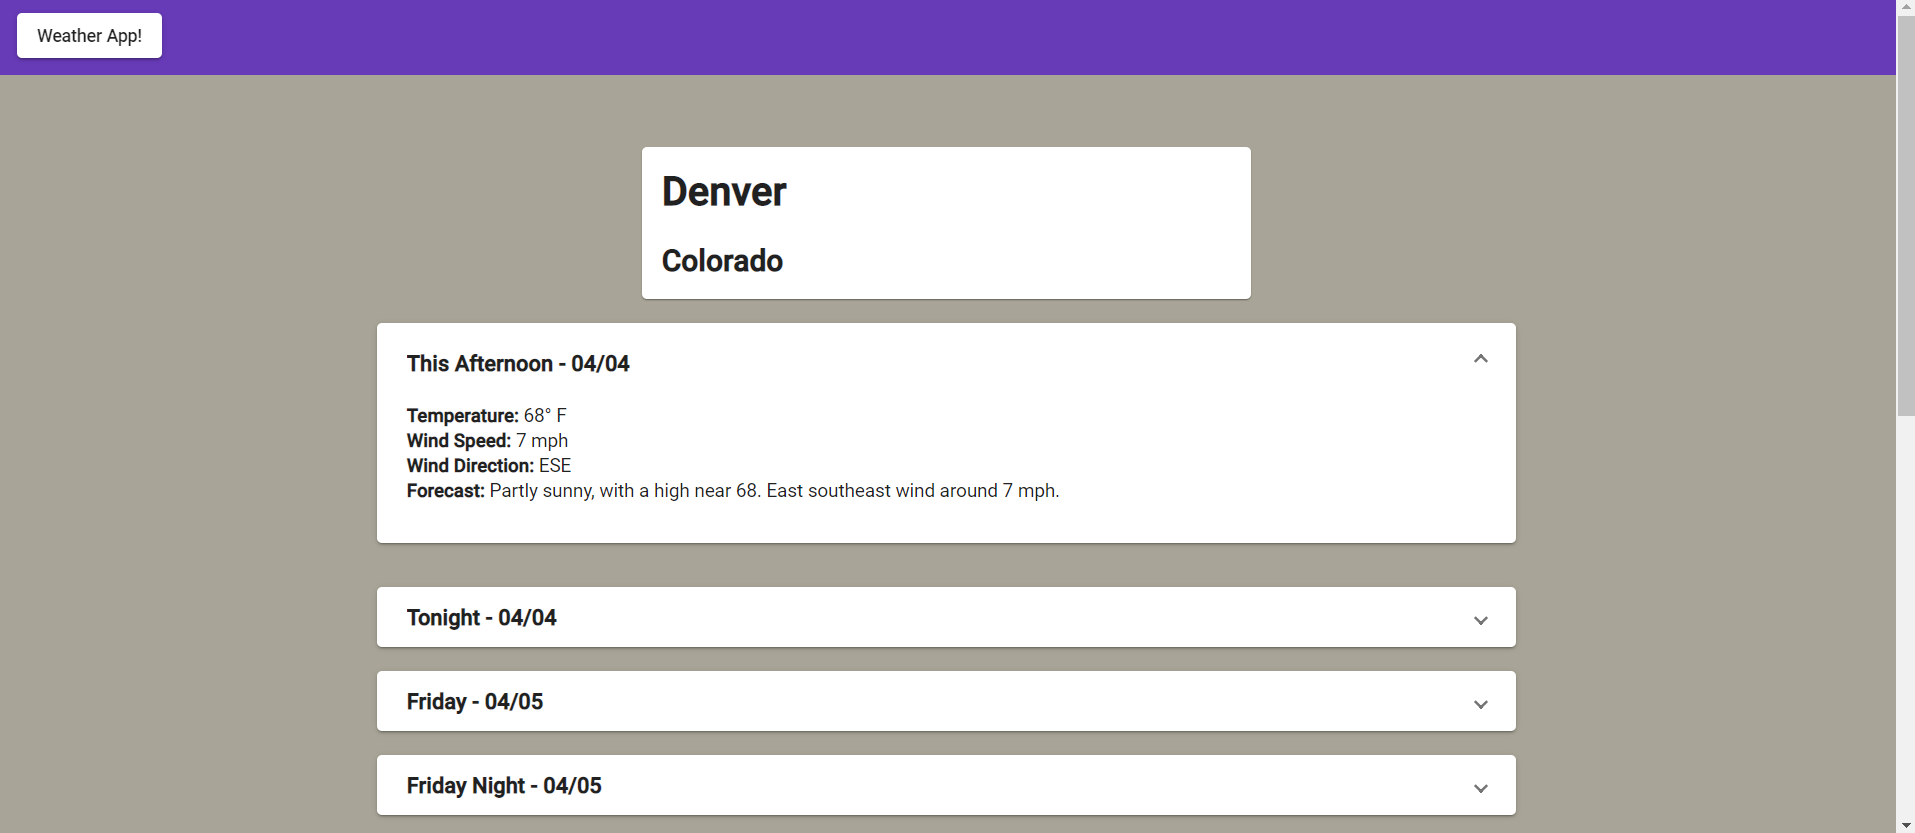 Weather App!
Denver
Colorado
This Afternoon - 04/04
Temperature: 68° F
Wind Speed: 7 mph
Wind Direction: ESE
Forecast: Partly sunny, with a high near 68. East southeast wind around 7 mph.
Tonight - 04/04
Friday - 04/05
Friday Night - 04/05